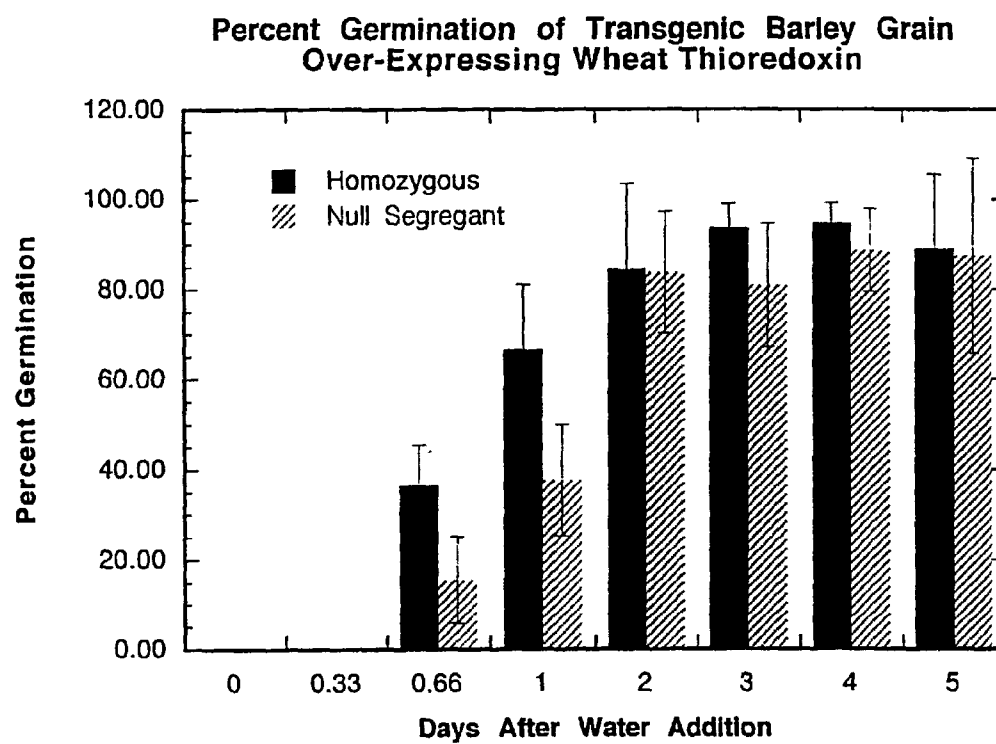 Percent Germination of Transgenic Barley Grain
Over-Expressing Wheat Thioredoxin
120.00
100.00
80.00
60.00
40.00
20.00
0.00
Percent Germination
Homozygous
Null Segregant
0 0.33 0.66 1 2 3 4 5
Days After Water Addition